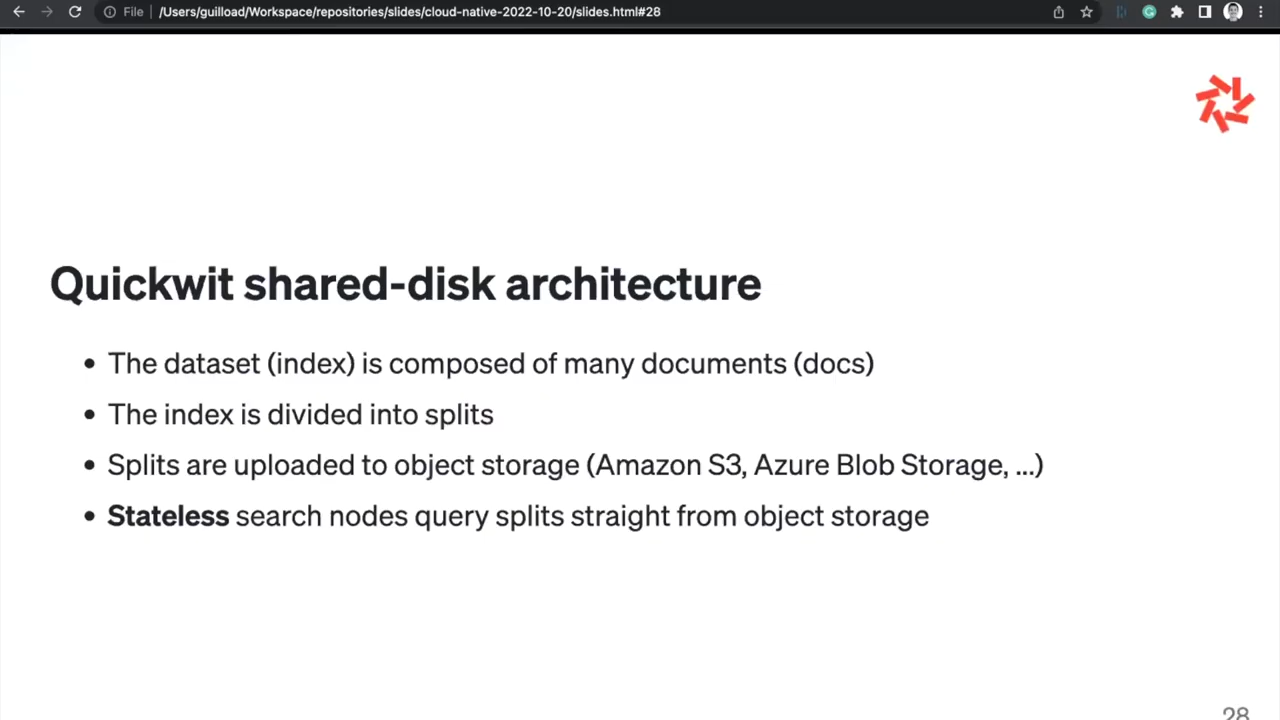 File | /Users/guilload/Workspace/repositories/slides/cloud-native-2022-10-20/slides.html#28
Quickwit shared-disk architecture
• The dataset (index) is composed of many documents (docs)
• The index is divided into splits
• Splits are uploaded to object storage (Amazon S3, Azure Blob Storage, ...)
• Stateless search nodes query splits straight from object storage
28